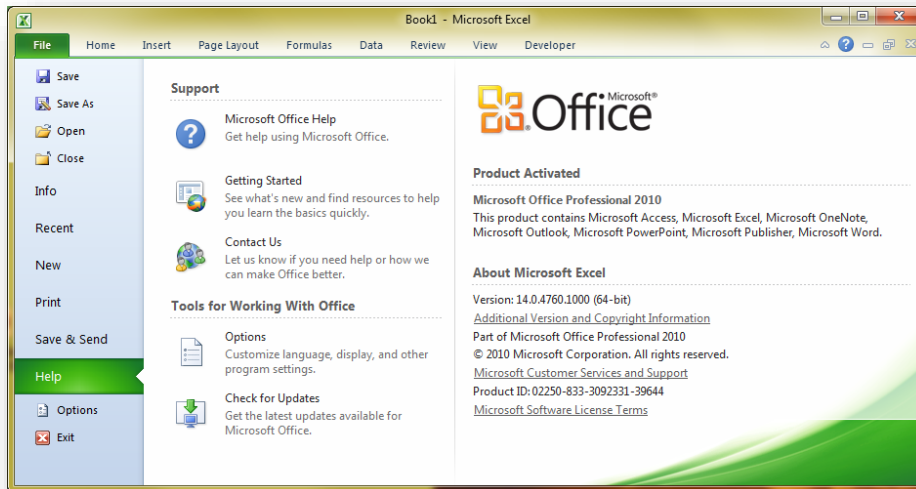 Book1 - Microsoft Excel
File Home Insert Page Layout Formulas Data Review View Developer
Save
Save As
Open
Close
Info
Recent
New
Print
Save & Send
Help
Options
Exit
Support
Microsoft Office Help
Get help using Microsoft Office.
Getting Started
See what's new and find resources to help
you learn the basics quickly.
Contact Us
Let us know if you need help or how we
can make Office better.
Tools for Working With Office
Options
Customize language, display, and other
program settings.
Check for Updates
Get the latest updates available for
Microsoft Office.
Microsoft®
Office
Product Activated
Microsoft Office Professional 2010
This product contains Microsoft Access, Microsoft Excel, Microsoft OneNote,
Microsoft Outlook, Microsoft PowerPoint, Microsoft Publisher, Microsoft Word.
About Microsoft Excel
Version: 14.0.4760.1000 (64-bit)
Additional Version and Copyright Information
Part of Microsoft Office Professional 2010
© 2010 Microsoft Corporation. All rights reserved.
Microsoft Customer Services and Support
Product ID: 02250-833-3092331-39644
Microsoft Software License Terms